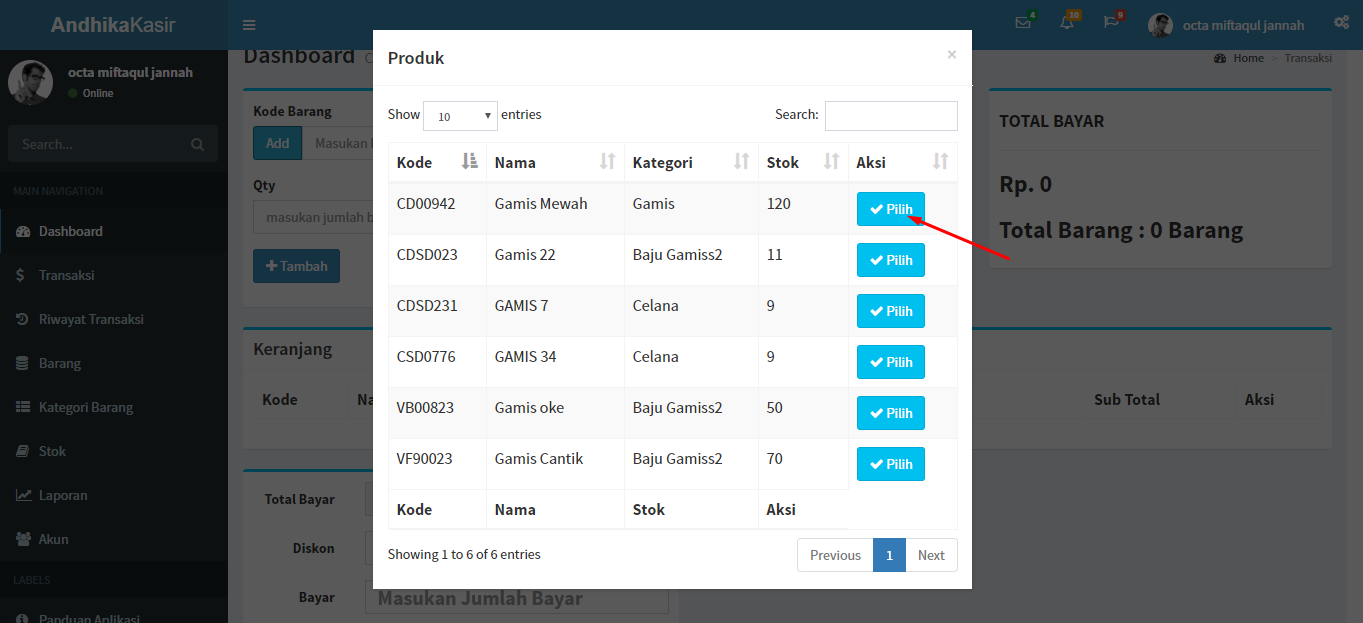 AndhikaKasir
4
10
9
octa miftaqul jannah
octa miftaqul jannah
Online
Search...
MAIN NAVIGATION
Dashboard
Transaksi
Riwayat Transaksi
Barang
Kategori Barang
Stok
Laporan
Akun
LABELS
Panduan Aplikasi
Dashboard
Home > Transaksi
Kode Barang
Add
Masukan
Qty
masukan jumlah
Tambah
TOTAL BAYAR
Rp. 0
Total Barang : 0 Barang
Keranjang
Kode
Sub Total
Aksi
Total Bayar
Diskon
Bayar
Masukan Jumlah Bayar
Produk
×
Show 10 entries
Search:
Kode Nama Kategori Stok Aksi
CD00942 Gamis Mewah Gamis 120 Pilih
CDSD023 Gamis 22 Baju Gamiss2 11 Pilih
CDSD231 GAMIS 7 Celana 9 Pilih
CSD0776 GAMIS 34 Celana 9 Pilih
VB00823 Gamis oke Baju Gamiss2 50 Pilih
VF90023 Gamis Cantik Baju Gamiss2 70 Pilih
Kode Nama Stok Aksi
Showing 1 to 6 of 6 entries
Previous 1 Next